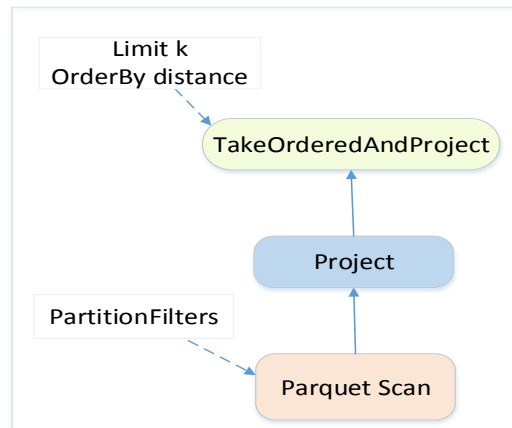 Limit k
OrderBy distance
TakeOrderedAndProject
Project
PartitionFilters
Parquet Scan